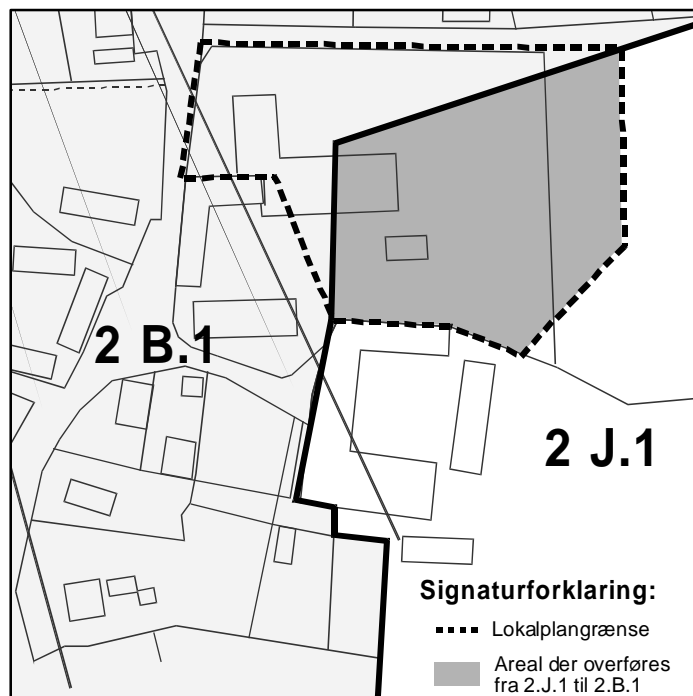 2 B.1
2 J.1
Signaturforklaring:
Lokalplangrænse
Areal der overføres
fra 2.J.1 til 2.B.1